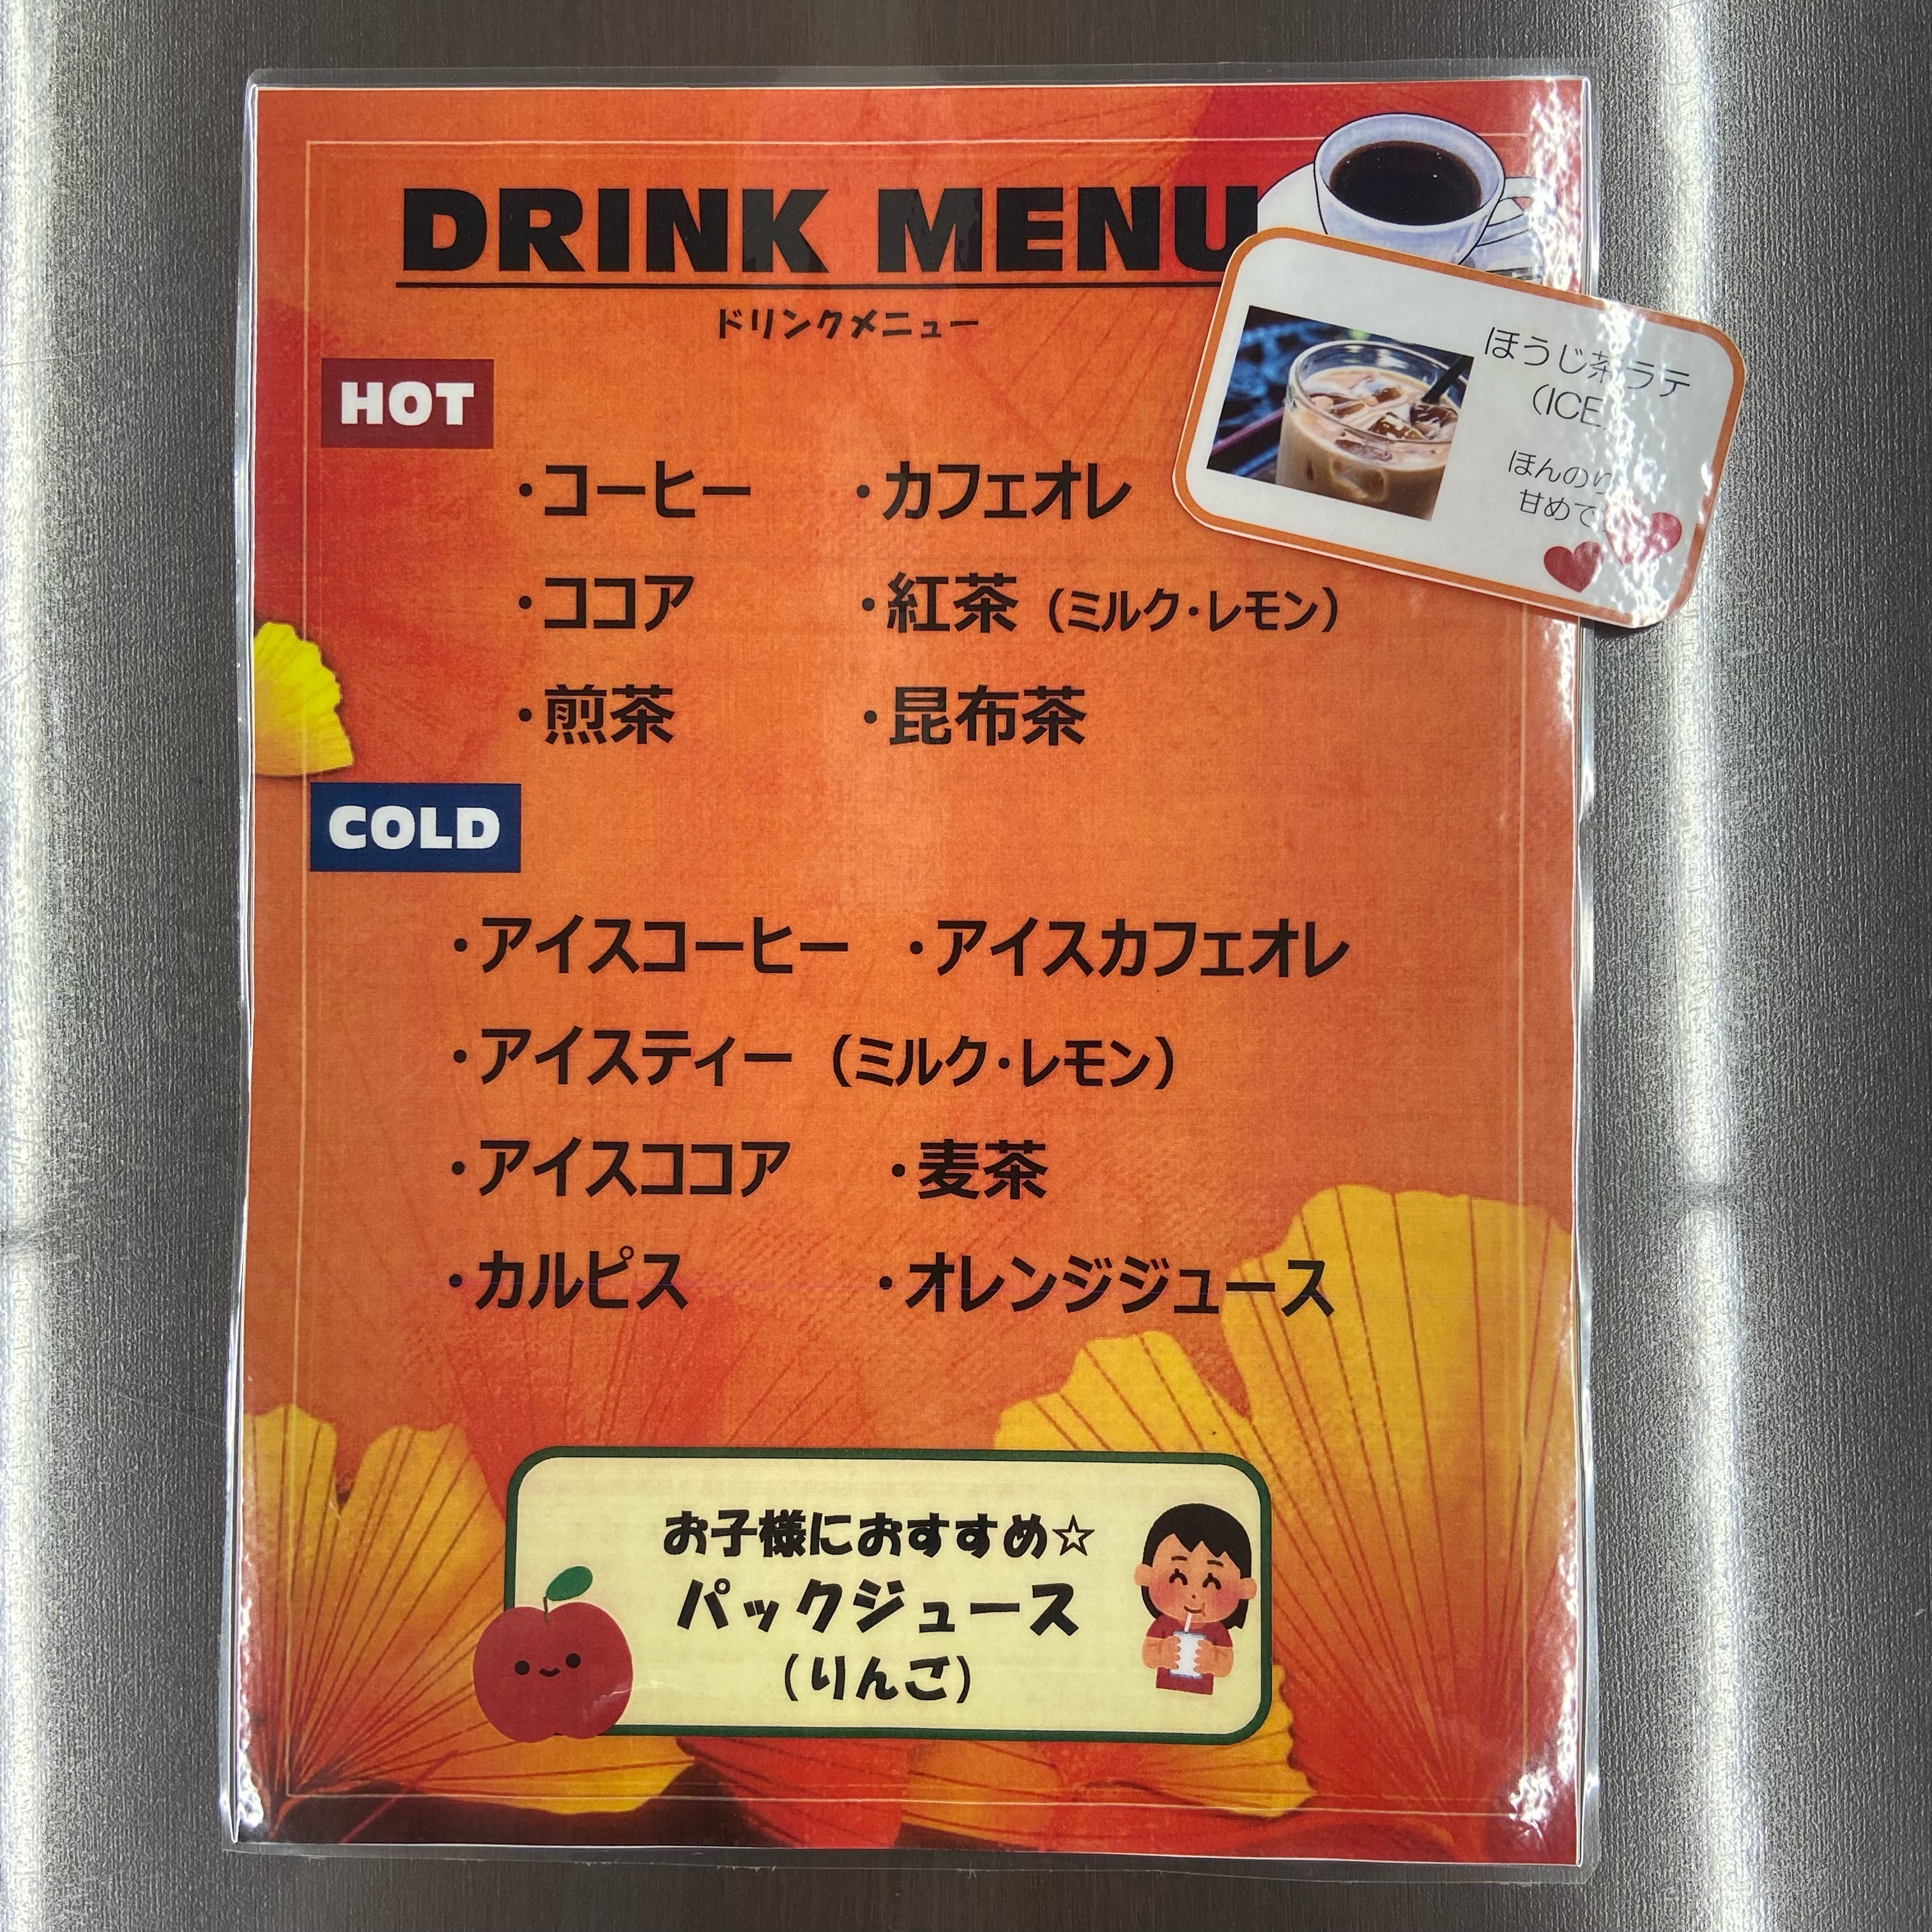 DRINK MENU
ドリンクメニュー
HOT
・コーヒー ・カフェオレ
・ココア ・紅茶（ミルク・レモン）
・煎茶 ・昆布茶
COLD
・アイスコーヒー ・アイスカフェオレ
・アイスティー（ミルク・レモン）
・アイスココア ・麦茶
・カルピス ・オレンジジュース
お子様におすすめ☆
パックジュース
（りんご）
ほうじ茶ラテ
（ICE
ほんのり
甘めで